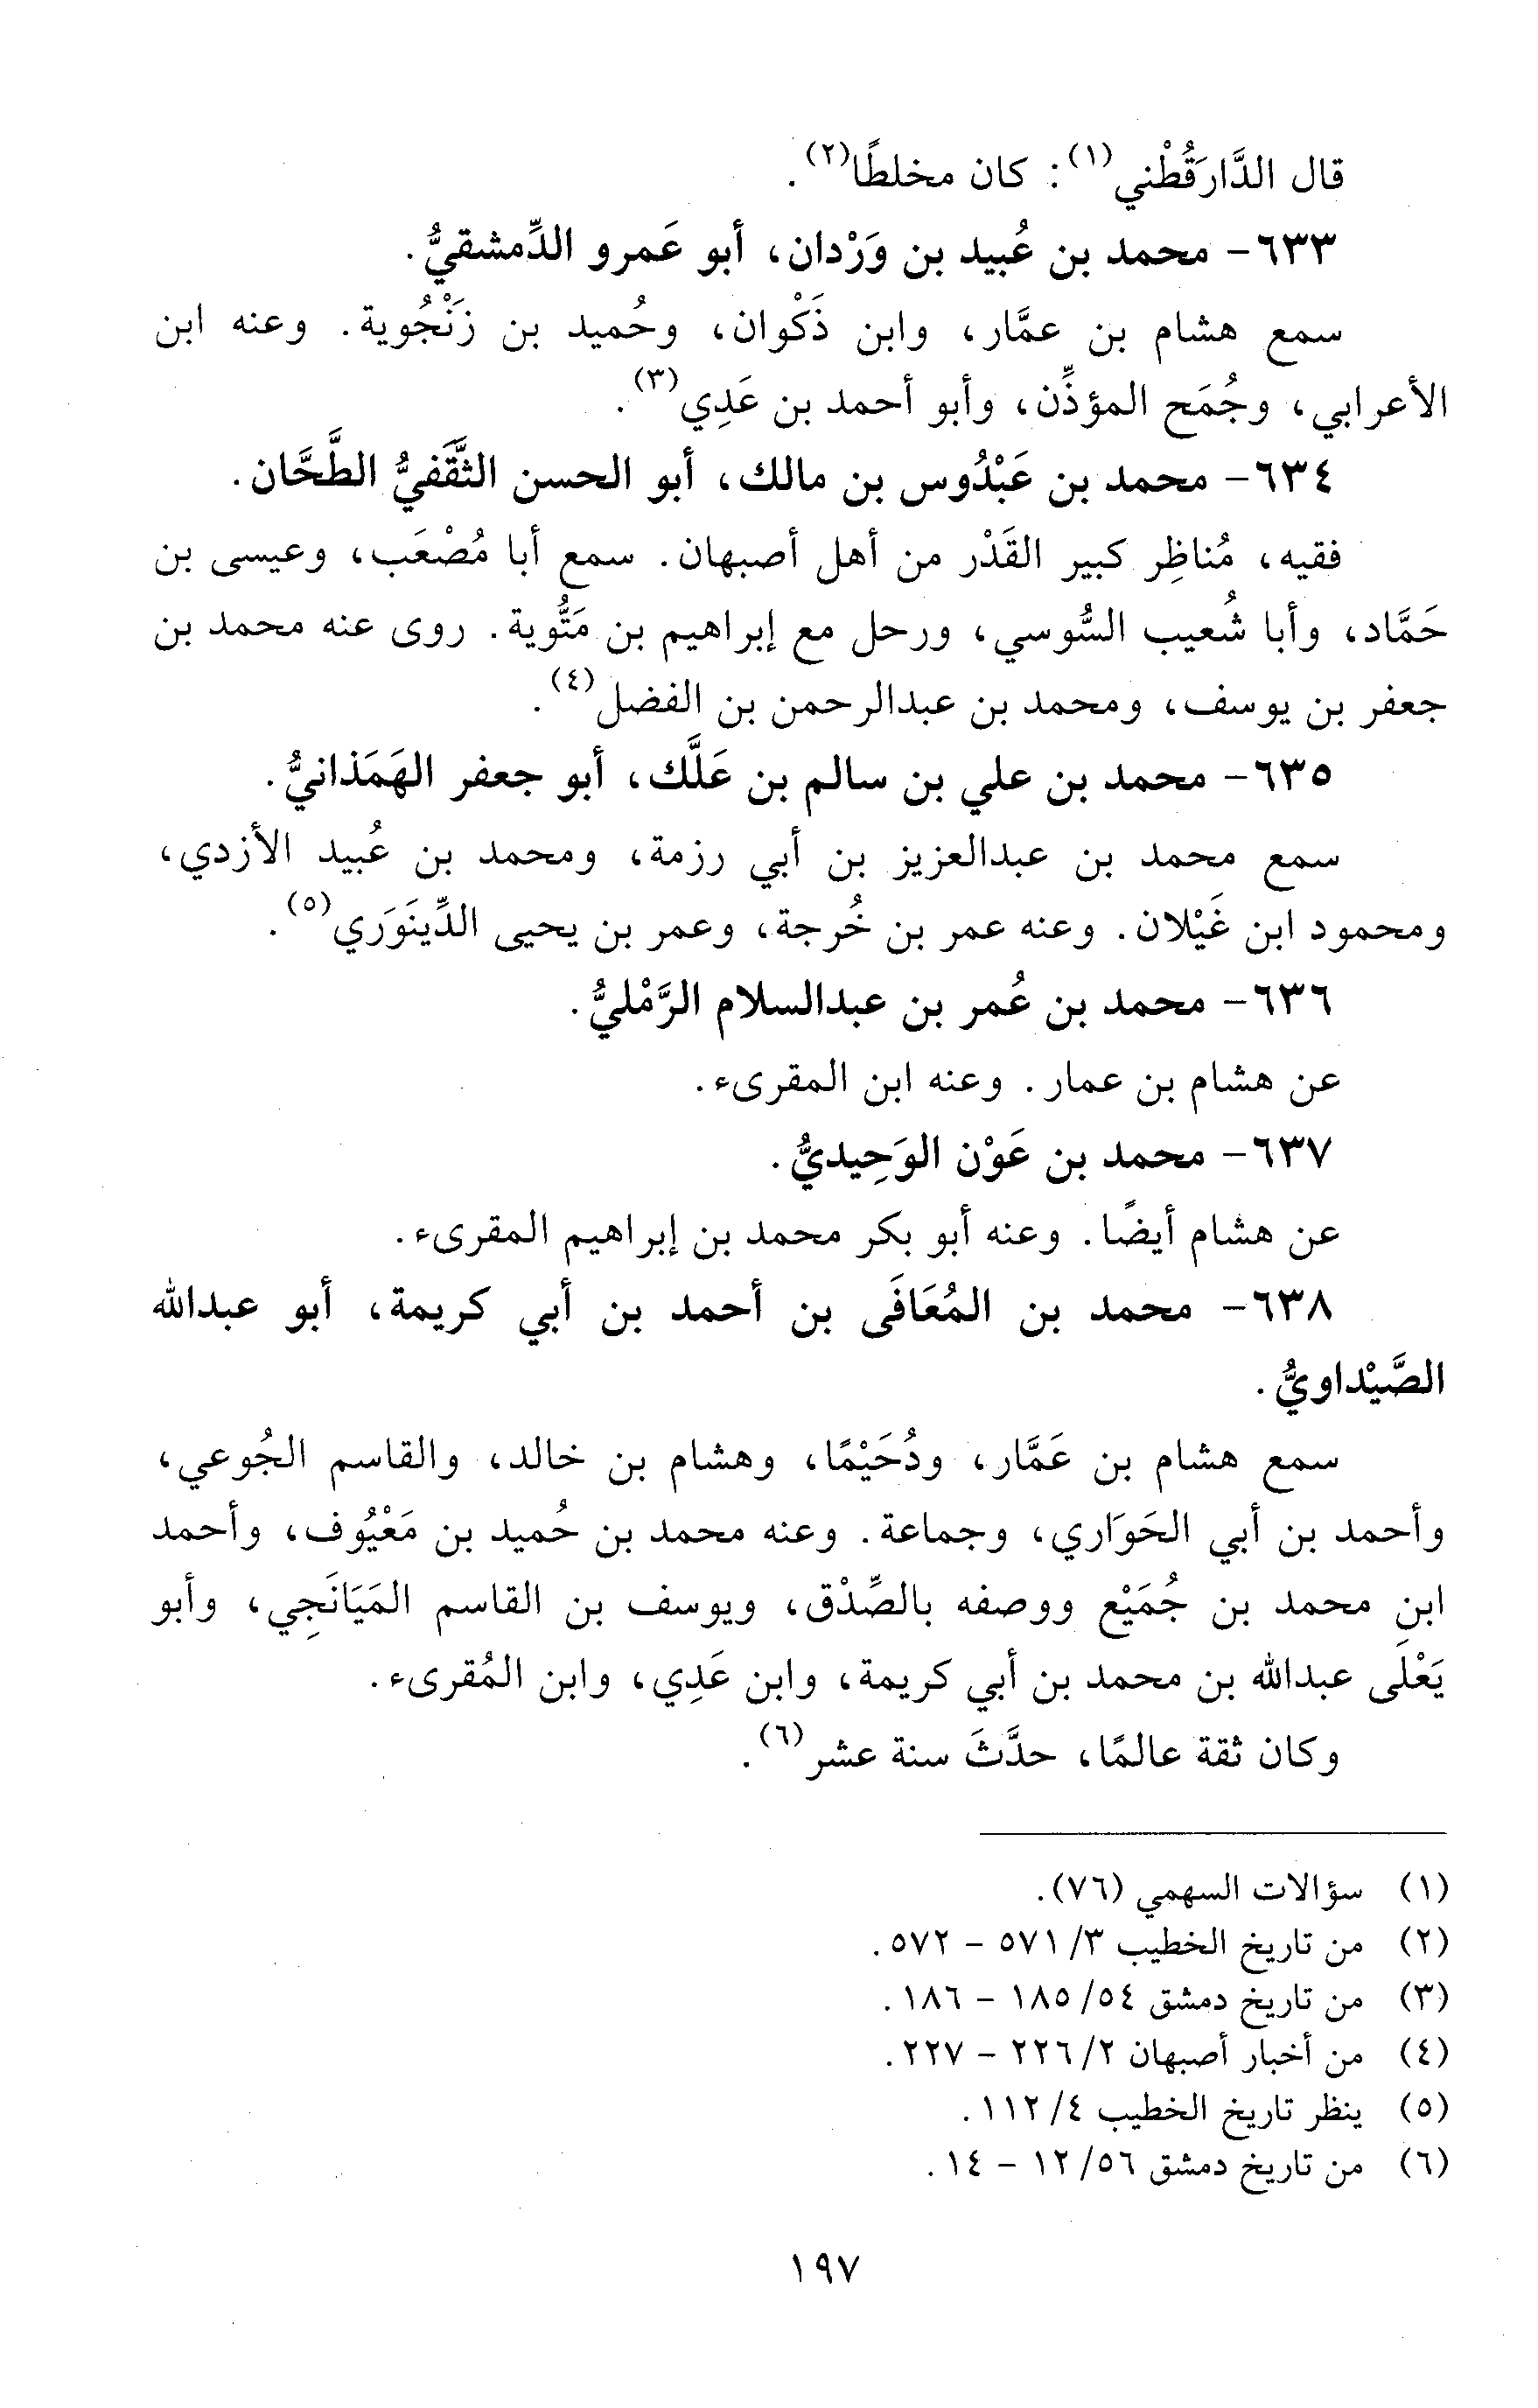 قال الدَّارَقُطْني(١): كان مخلطًا(٢).
٦٣٣- محمد بن عُبيد بن وَرْدان، أبو عَمرو الدِّمشقيُّ.
سمع هشام بن عمَّار، وابن ذَكْوان، وحُميد بن زَنْجُوية. وعنه ابن
الأعرابي، وجُمَح المؤذِّن، وأبو أحمد بن عَدِي(٣).
٦٣٤- محمد بن عَبْدُوس بن مالك، أبو الحسن الثَّقَفيُّ الطَّحَّان.
فقيه، مُناظِر كبير القَدْر من أهل أصبهان. سمع أبا مُصْعَب، وعيسى بن
حَمَّاد، وأبا شُعيب السُّوسي، ورحل مع إبراهيم بن مَتُّوية. روى عنه محمد بن
جعفر بن يوسف، ومحمد بن عبدالرحمن بن الفضل(٤).
٦٣٥- محمد بن علي بن سالم بن عَلَّك، أبو جعفر الهَمَذانيُّ.
سمع محمد بن عبدالعزيز بن أبي رزمة، ومحمد بن عُبيد الأزدي،
ومحمود ابن غَيْلان. وعنه عمر بن خُرجة، وعمر بن يحيى الدِّينَوَري(٥).
٦٣٦- محمد بن عُمر بن عبدالسلام الرَّمْليُّ.
عن هشام بن عمار. وعنه ابن المقرىء.
٦٣٧- محمد بن عَوْن الوَحِيديُّ.
عن هشام أيضًا. وعنه أبو بكر محمد بن إبراهيم المقرىء.
٦٣٨- محمد بن المُعَافَى بن أحمد بن أبي كريمة، أبو عبدالله
الصَّيْداويُّ.
سمع هشام بن عَمَّار، ودُحَيْمًا، وهشام بن خالد، والقاسم الجُوعي،
وأحمد بن أبي الحَوَاري، وجماعة. وعنه محمد بن حُميد بن مَعْيُوف، وأحمد
ابن محمد بن جُمَيْع ووصفه بالصِّدْق، ويوسف بن القاسم المَيَانَجِي، وأبو
يَعْلَى عبدالله بن محمد بن أبي كريمة، وابن عَدِي، وابن المُقرىء.
وكان ثقة عالمًا، حدَّثَ سنة عشر(٦).
(١) سؤالات السهمي (٧٦).
(٢) من تاريخ الخطيب ٣/ ٥٧١ - ٥٧٢.
(٣) من تاريخ دمشق ٥٤/ ١٨٥ - ١٨٦.
(٤) من أخبار أصبهان ٢/ ٢٢٦ - ٢٢٧.
(٥) ينظر تاريخ الخطيب ٤/ ١١٢.
(٦) من تاريخ دمشق ٥٦/ ١٢ - ١٤.
١٩٧